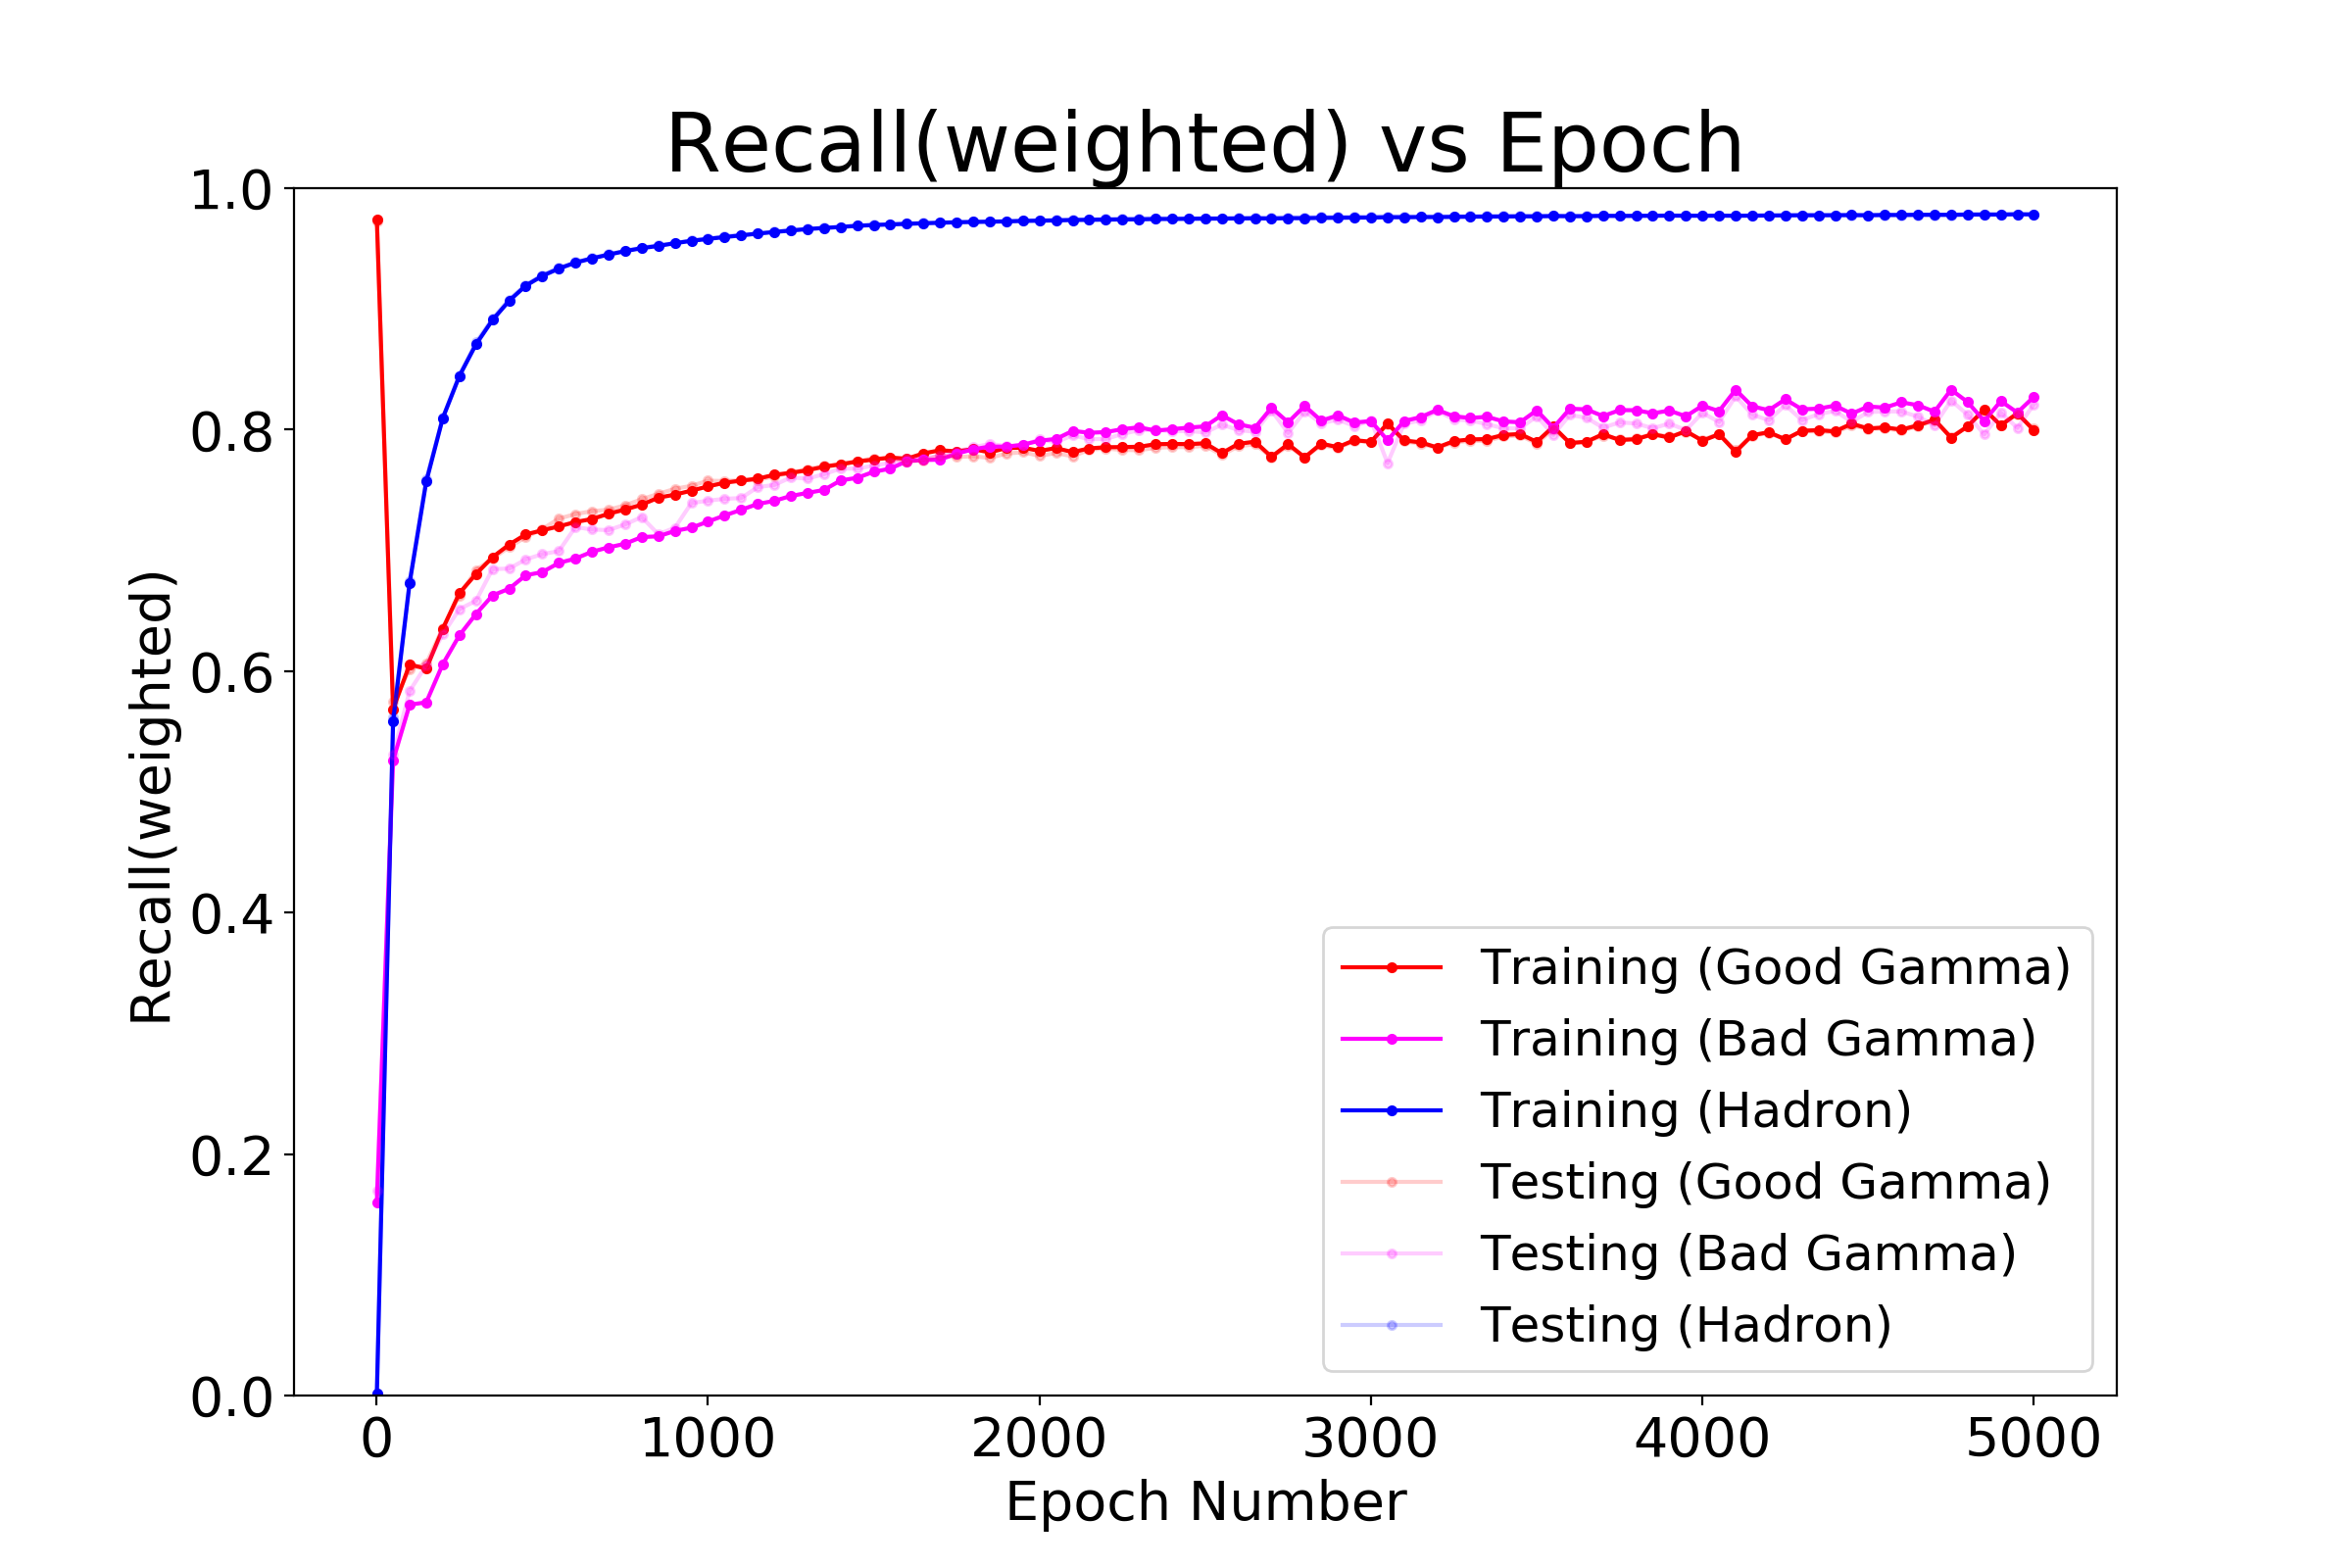 Recall(weighted) vs Epoch
1.0
0.8
0.6
0.4
0.2
0.0
Recall(weighted)
Training (Good Gamma)
Training (Bad Gamma)
Training (Hadron)
Testing (Good Gamma)
Testing (Bad Gamma)
Testing (Hadron)
0 1000 2000 3000 4000 5000
Epoch Number